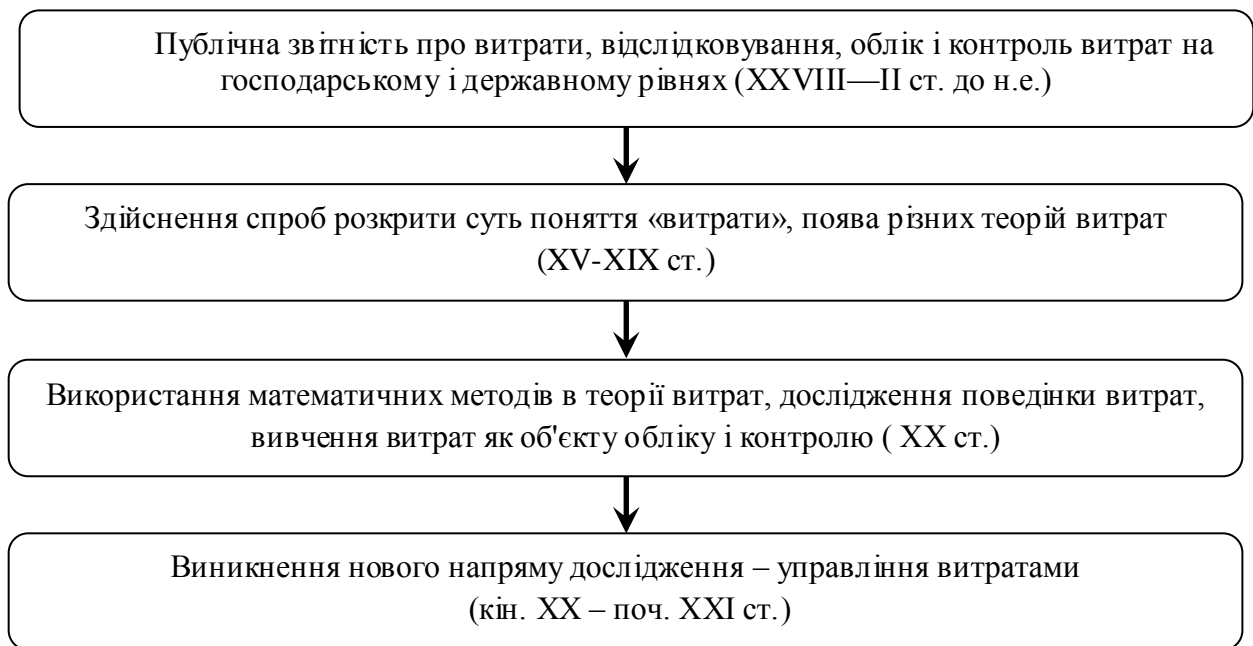 Публічна звітність про витрати, відслідковування, облік і контроль витрат на
господарському і державному рівнях (XXVIII—II ст. до н.е.)
Здійснення спроб розкрити суть поняття «витрати», поява різних теорій витрат
(XV-XIX ст.)
Використання математичних методів в теорії витрат, дослідження поведінки витрат,
вивчення витрат як об'єкту обліку і контролю ( XX ст.)
Виникнення нового напряму дослідження – управління витратами
(кін. XX – поч. XXI ст.)